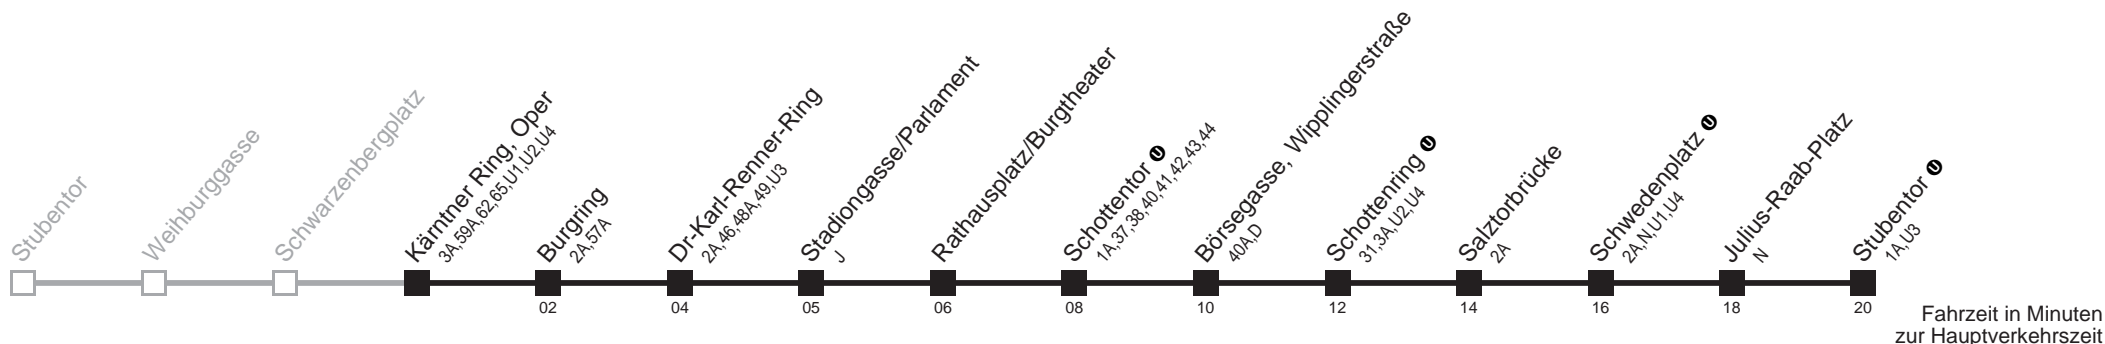 Stubentor
Weihburggasse
Schwarzenbergplatz
Kärntner Ring, Oper
3A,59A,62,65,U1,U2,U4
Burgring
2A,57A
Dr-Karl-Renner-Ring
2A,46,48A,49,U3
Stadiongasse/Parlament
J
Rathausplatz/Burgtheater
Schottentor U
1A,37,38,40,41,42,43,44
Börsegasse, Wipplingerstraße
40A,D
Schottenring U
31,3A,U2,U4
Salztorbrücke
2A
Schwedenplatz U
2A,N,U1,U4
Julius-Raab-Platz
N
Stubentor U
1A,U3
02 04 05 06 08 10 12 14 16 18 20
Fahrzeit in Minuten
zur Hauptverkehrszeit